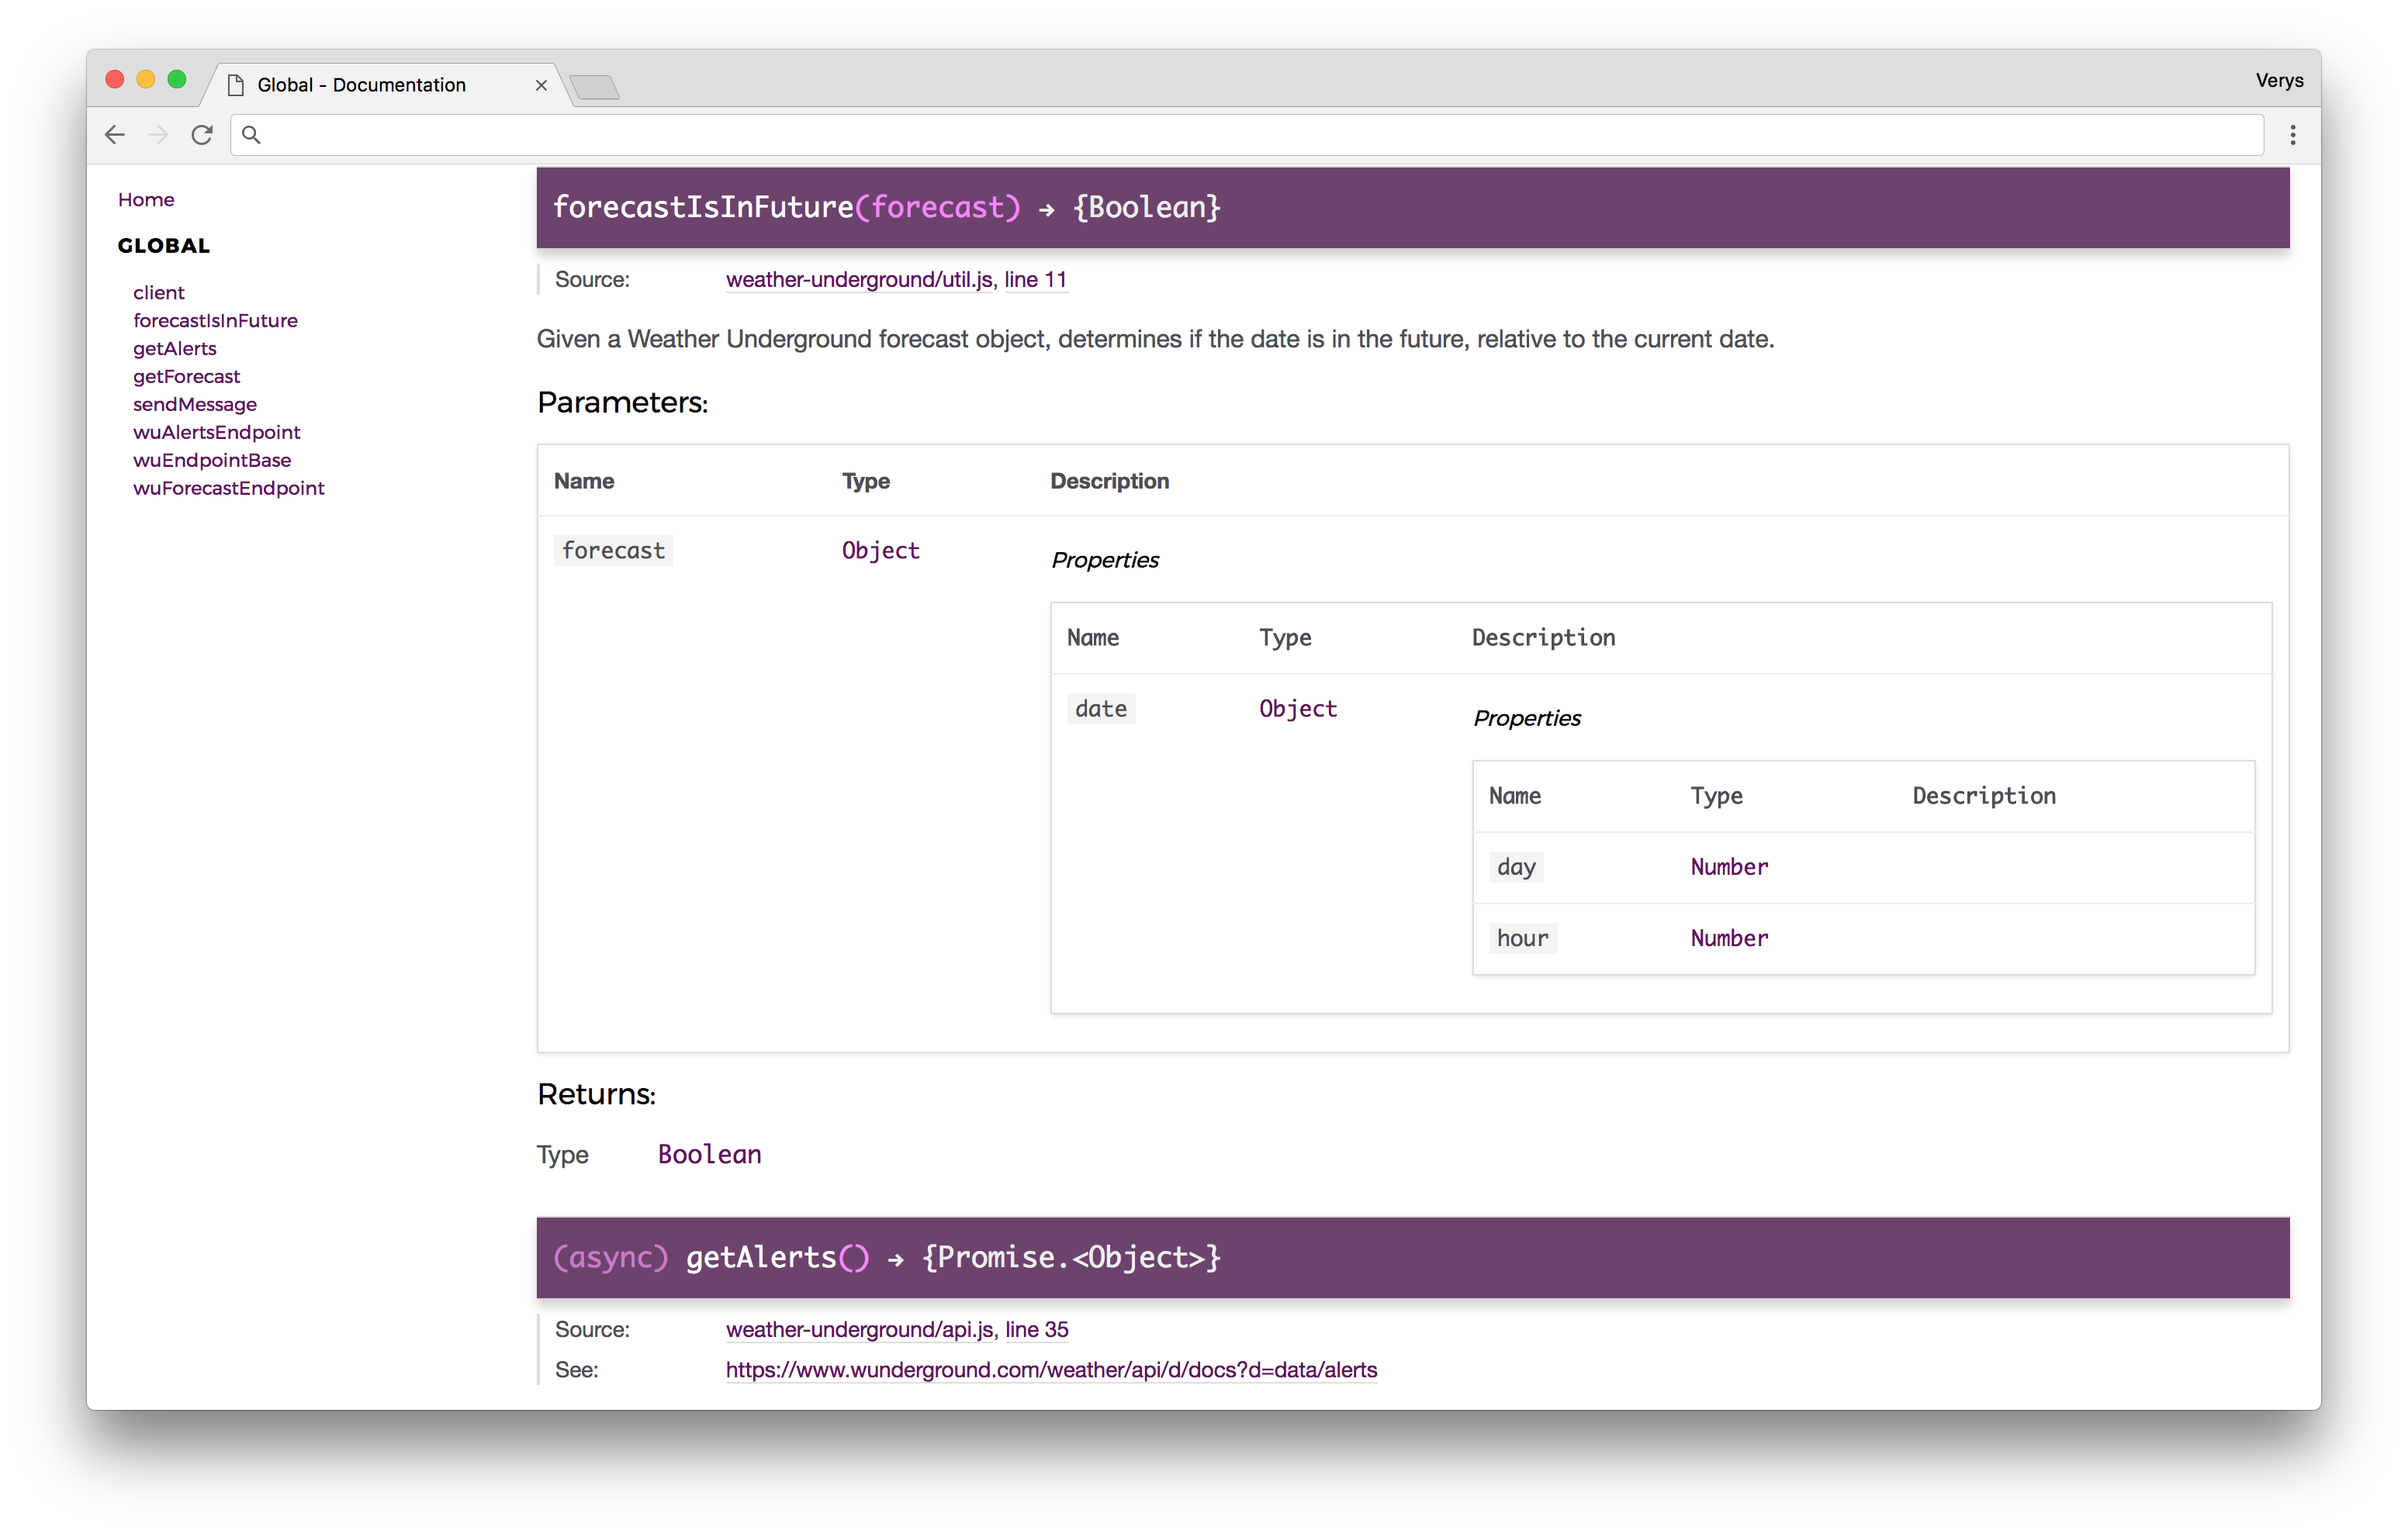 Global - Documentation
Verys
Home
GLOBAL
client
forecastIsInFuture
getAlerts
getForecast
sendMessage
wuAlertsEndpoint
wuEndpointBase
wuForecastEndpoint
forecastIsInFuture(forecast) → {Boolean}
Source: weather-underground/util.js, line 11
Given a Weather Underground forecast object, determines if the date is in the future, relative to the current date.
Parameters:
Name Type Description
forecast Object Properties
Name Type Description
date Object Properties
Name Type Description
day Number
hour Number
Returns:
Type Boolean
(async) getAlerts() → {Promise.<Object>}
Source: weather-underground/api.js, line 35
See: https://www.wunderground.com/weather/api/d/docs?d=data/alerts